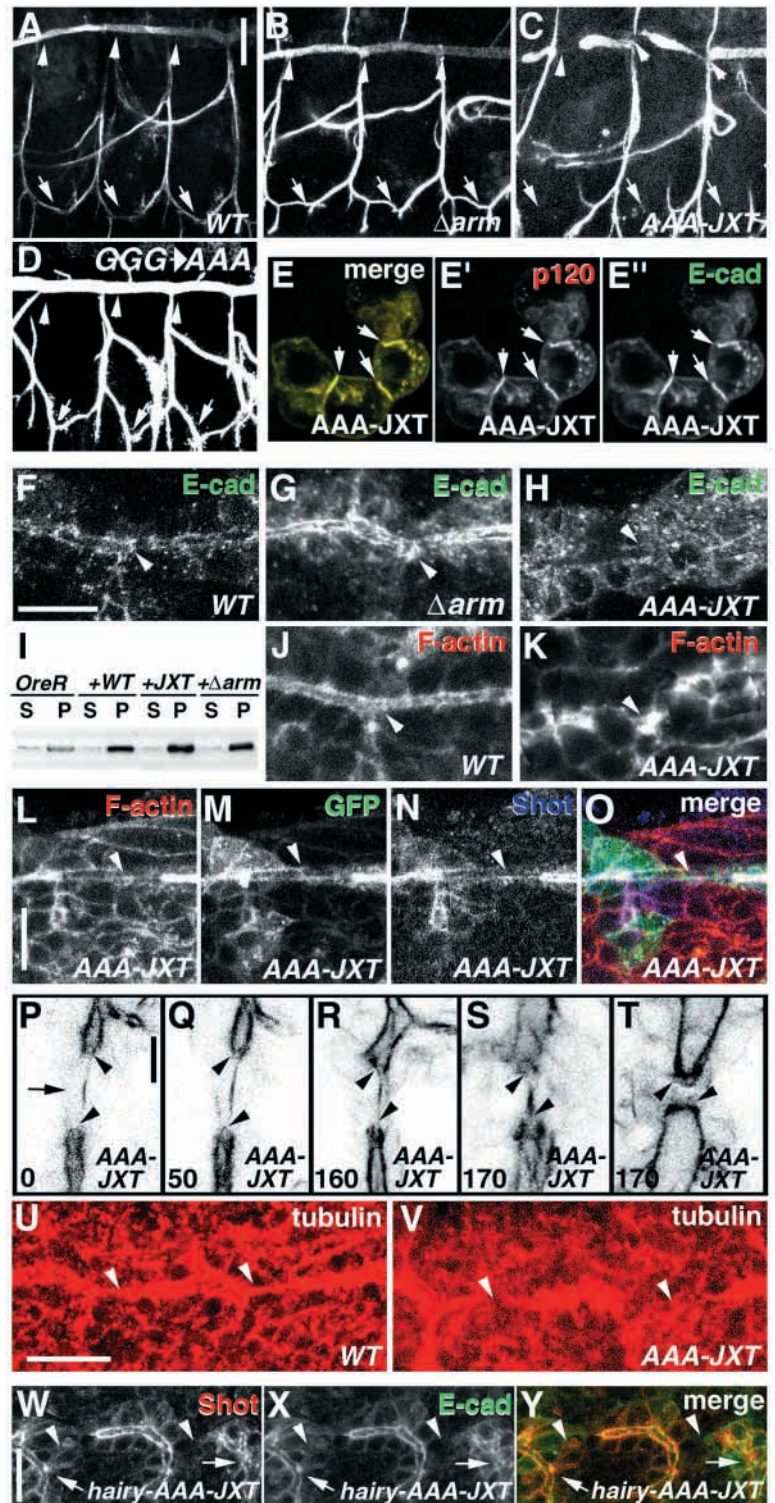 A
WT
B
Δarm
C
AAA-JXT
D
GGG▶AAA
E
merge
AAA-JXT
E'
p120
AAA-JXT
E"
E-cad
AAA-JXT
F
E-cad
WT
G
E-cad
Δarm
H
E-cad
AAA-JXT
I
OreR +WT +JXT +Δarm
S P S P S P S P
J
F-actin
WT
K
F-actin
AAA-JXT
L
F-actin
AAA-JXT
M
GFP
AAA-JXT
N
Shot
AAA-JXT
O
merge
AAA-JXT
P
0
AAA-
JXT
Q
50
AAA-
JXT
R
160
AAA-
JXT
S
170
AAA-
JXT
T
170
AAA-
JXT
U
tubulin
WT
V
tubulin
AAA-JXT
W
Shot
hairy-AAA-JXT
X
E-cad
hairy-AAA-JXT
Y
merge
hairy-AAA-JXT